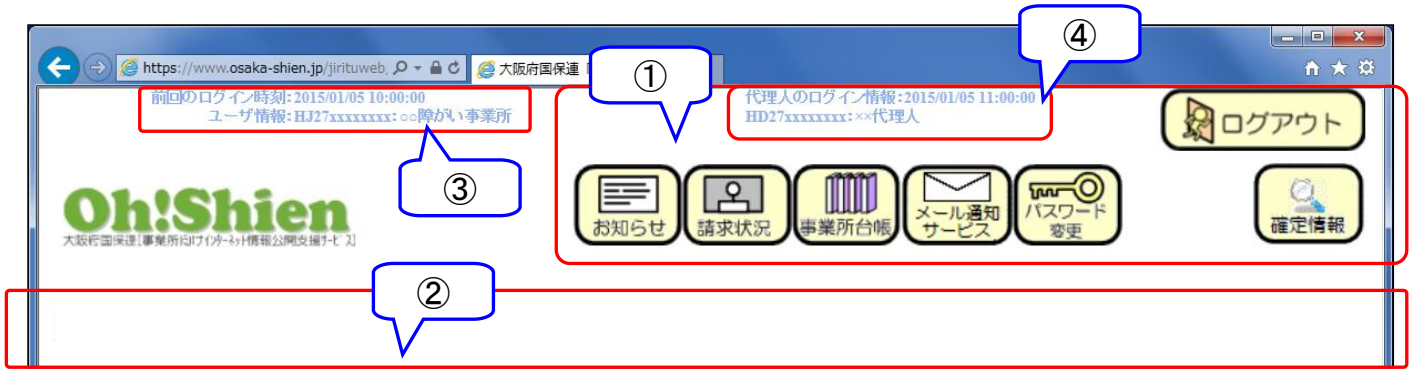 ④
①
https://www.osaka-shien.jp/jirituweb,
大阪府国保連
前回のログイン時刻：2015/01/05 10:00:00
ユーザ情報：HJ27xxxxxxxx：○○障がい事業所
代理人のログイン情報：2015/01/05 11:00:00
HD27xxxxxxxx：××代理人
ログアウト
③
Oh!Shien
大阪府国保連【事業所向けインターネット情報公開支援サービス】
お知らせ
請求状況
事業所台帳
メール通知
サービス
パスワード
変更
確定情報
②